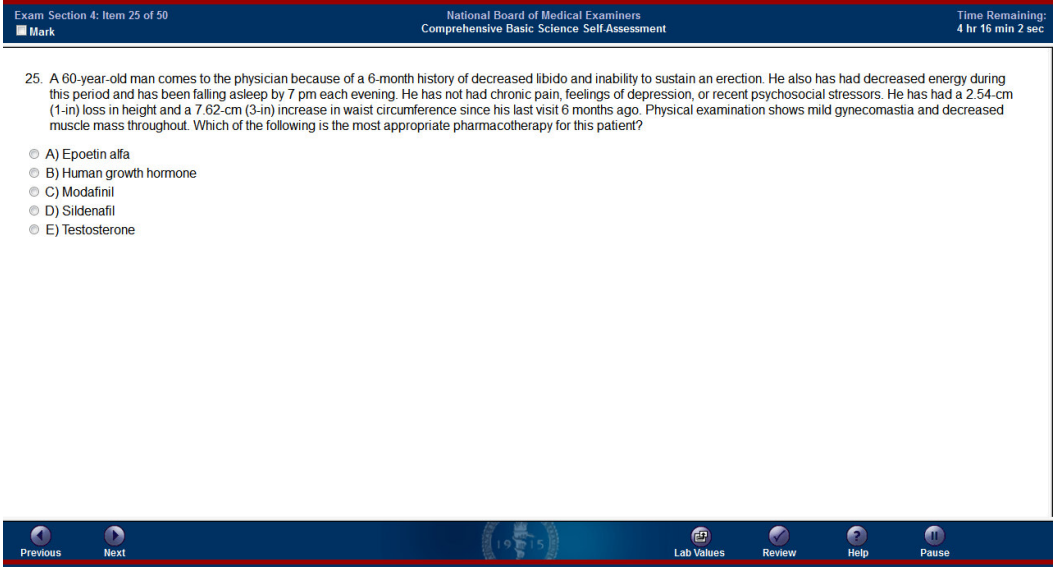 Exam Section 4: Item 25 of 50
National Board of Medical Examiners
Time Remaining:
Mark
Comprehensive Basic Science Self-Assessment
4 hr 16 min 2 sec
25. A 60-year-old man comes to the physician because of a 6-month history of decreased libido and inability to sustain an erection. He also has had decreased energy during
this period and has been falling asleep by 7 pm each evening. He has not had chronic pain, feelings of depression, or recent psychosocial stressors. He has had a 2.54-cm
(1-in) loss in height and a 7.62-cm (3-in) increase in waist circumference since his last visit 6 months ago. Physical examination shows mild gynecomastia and decreased
muscle mass throughout. Which of the following is the most appropriate pharmacotherapy for this patient?
A) Epoetin alfa
B) Human growth hormone
C) Modafinil
D) Sildenafil
E) Testosterone
1915
Previous
Next
Lab Values
Review
Help
Pause